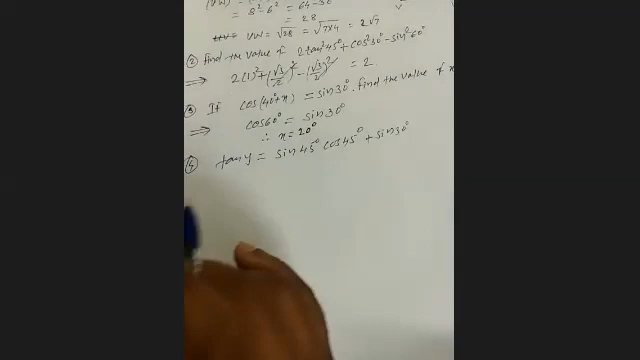 (VW)
= 8² - 6² = 64 - 36
= 28
VW = √28 = √7×4 = 2√7
② Find the value of 2tan²45° + cos²30° - sin²60°
⇒ 2(1)² + (√3/2)² - (√3/2)² = 2.
③ If cos(40°+x) = sin30°. Find the value of x
⇒ cos60° = sin30°
∴ x = 20°
④ tan y = sin45° cos45° + sin30°